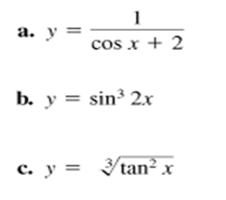 a. y = 1 / (cos x + 2)
b. y = sin³ 2x
c. y = ∛(tan² x)